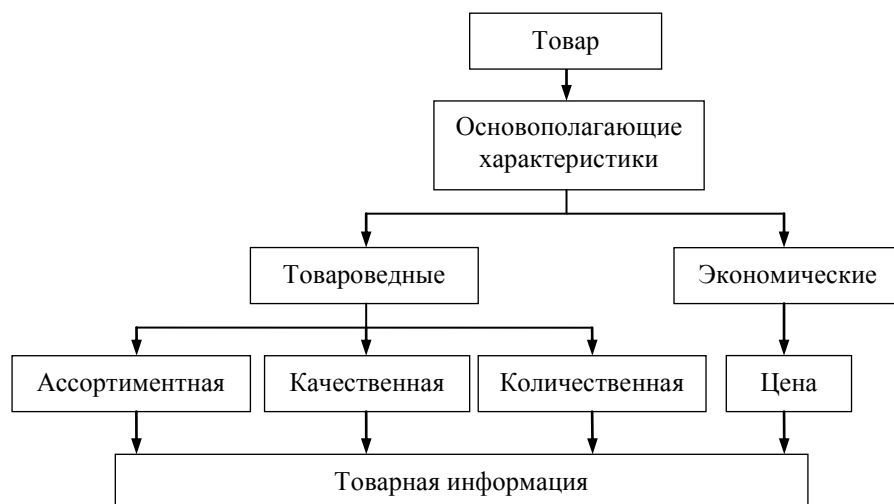 Товар
Основополагающие
характеристики
Товароведные
Экономические
Ассортиментная
Качественная
Количественная
Цена
Товарная информация